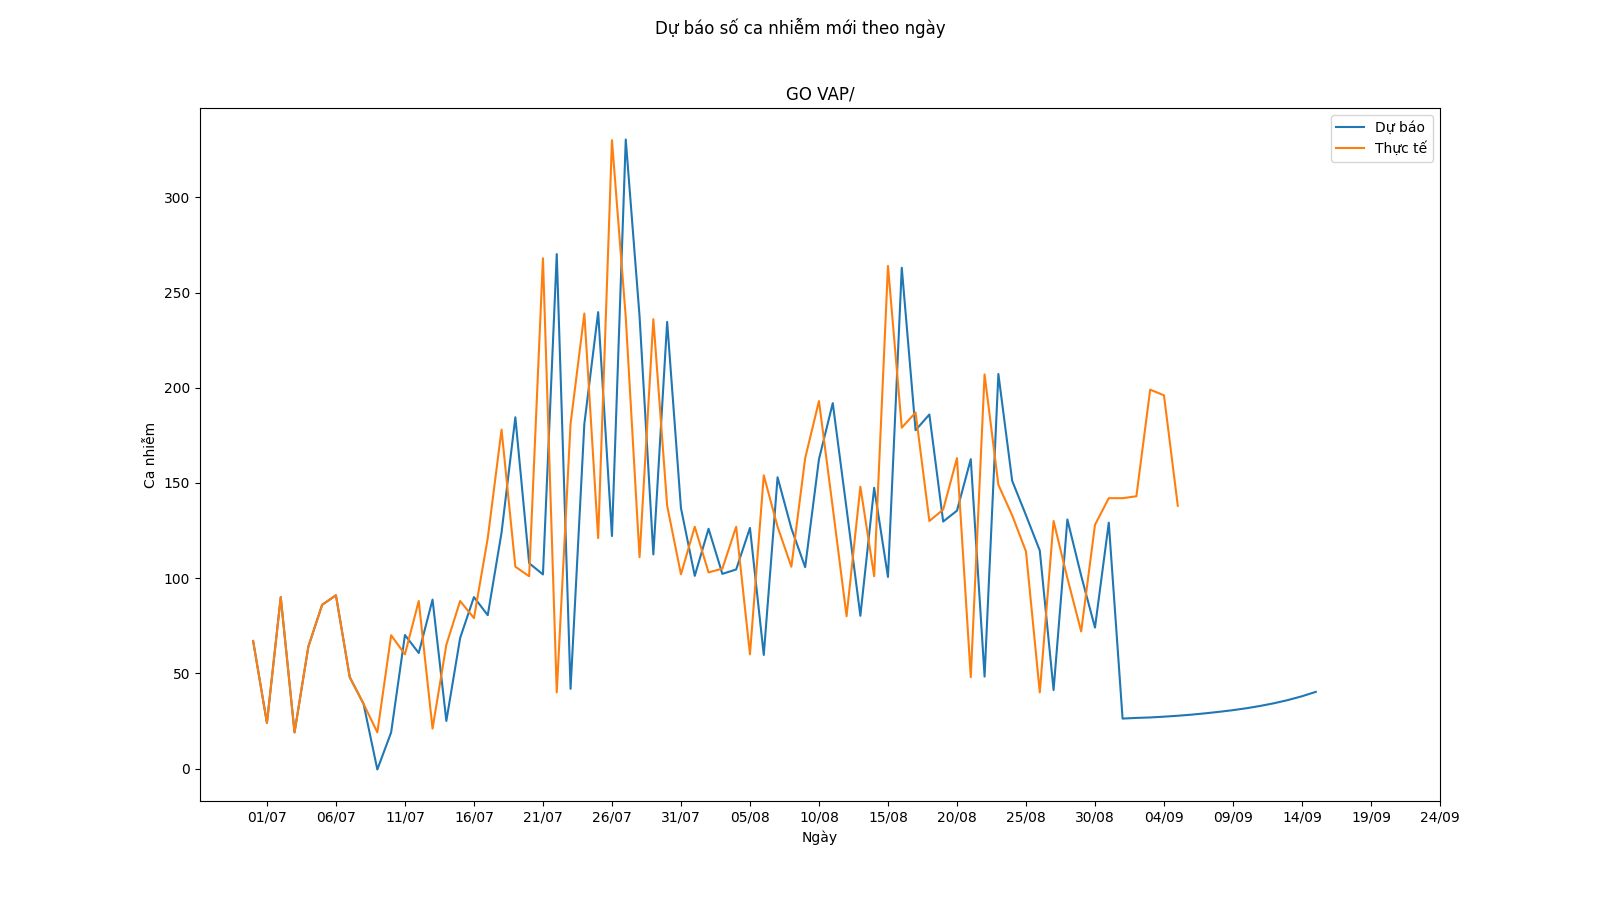 Dự báo số ca nhiễm mới theo ngày
GO VAP/
Dự báo
Thực tế
300
250
200
150
100
50
0
Ca nhiễm
01/07 06/07 11/07 16/07 21/07 26/07 31/07 05/08 10/08 15/08 20/08 25/08 30/08 04/09 09/09 14/09 19/09 24/09
Ngày